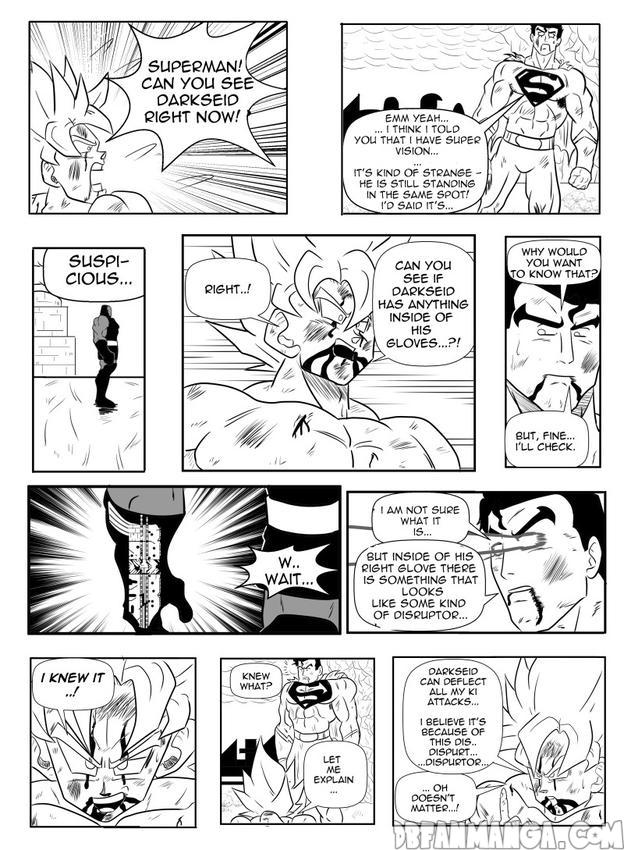 SUPERMAN!
CAN YOU SEE
DARKSEID
RIGHT NOW!
EMM YEAH...
... I THINK I TOLD
YOU THAT I HAVE SUPER
VISION...
...
IT'S KIND OF STRANGE -
HE IS STILL STANDING
IN THE SAME SPOT!
I'D SAID IT'S...
SUSPI-
CIOUS...
RIGHT..!
CAN YOU
SEE IF
DARKSEID
HAS ANYTHING
INSIDE OF
HIS
GLOVES...?!
WHY WOULD
YOU WANT
TO KNOW THAT?
BUT, FINE...
I'LL CHECK.
W..
WAIT...
I AM NOT SURE
WHAT IT
IS...
BUT INSIDE OF HIS
RIGHT GLOVE THERE
IS SOMETHING THAT
LOOKS
LIKE SOME KIND
OF DISRUPTOR...
I KNEW IT
..!
KNEW
WHAT?
LET
ME
EXPLAIN
...
DARKSEID
CAN DEFLECT
ALL MY KI
ATTACKS...
I BELIEVE IT'S
BECAUSE OF
THIS DIS..
DISPURT...
...DISPURTOR...
... OH
DOESN'T
MATTER...!
DBFANMANGA.COM